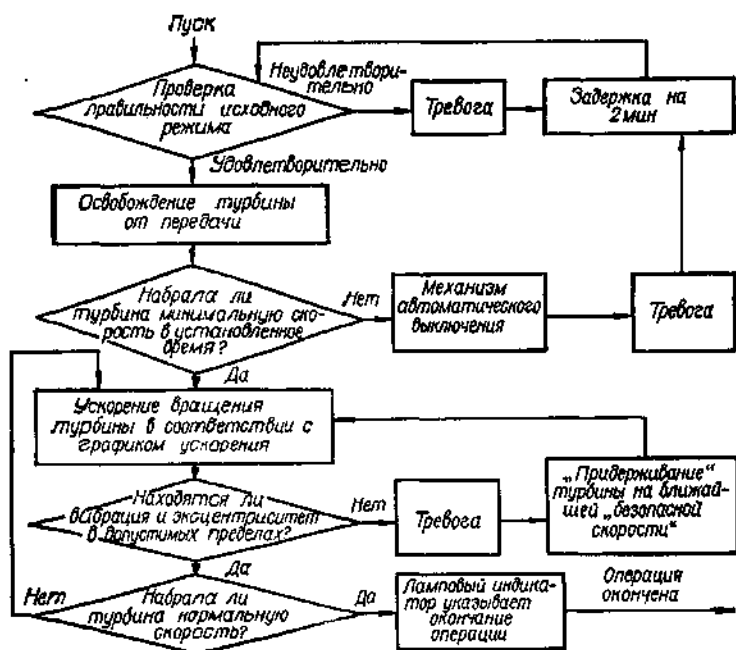 Пуск
Проверка
правильности исходного
режима
Неудовлетвори-
тельно
Тревога
Задержка на
2 мин
Удовлетворительно
Освобождение турбины
от передачи
Набрала ли
турбина минимальную ско-
рость в установленное
время?
Нет
Механизм
автоматического
выключения
Тревога
Да
Ускорение вращения
турбины в соответствии с
графиком ускорения
Находятся ли
вибрация и эксцентриситет
в допустимых пределах?
Нет
Тревога
„Придерживание“
турбины на ближай-
шей „безопасной
скорости“
Да
Нет
Набрала ли
турбина нормальную
скорость?
Да
Ламповый индика-
тор указывает
окончание
операции
Операция
окончена